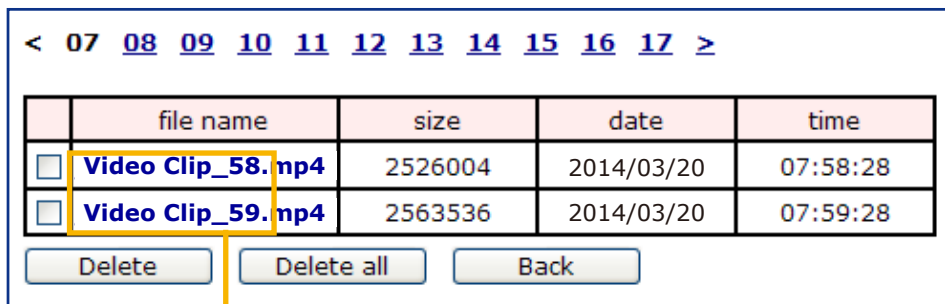 < 07 08 09 10 11 12 13 14 15 16 17 >
file name size date time
Video Clip_58.mp4 2526004 2014/03/20 07:58:28
Video Clip_59.mp4 2563536 2014/03/20 07:59:28
Delete Delete all Back